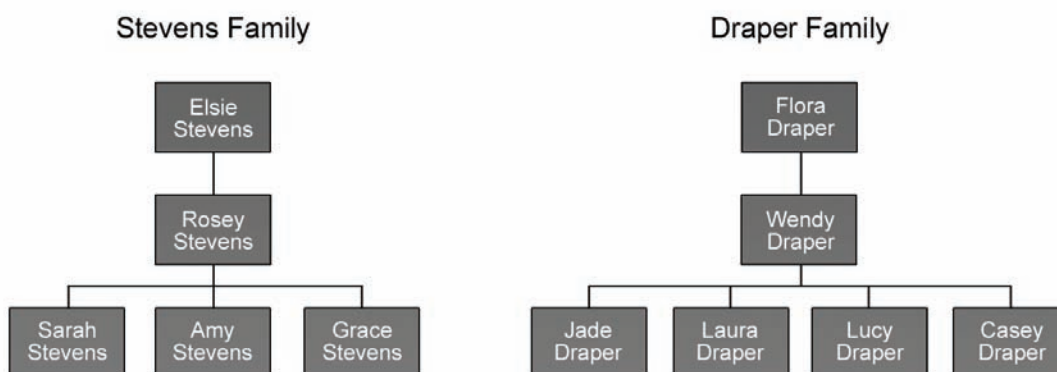 Stevens Family
Draper Family
Elsie
Stevens
Flora
Draper
Rosey
Stevens
Wendy
Draper
Sarah
Stevens
Amy
Stevens
Grace
Stevens
Jade
Draper
Laura
Draper
Lucy
Draper
Casey
Draper